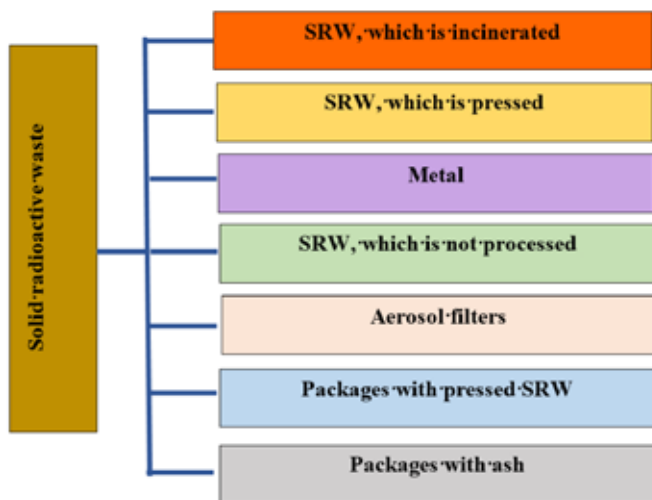 Solid·radioactive·waste
SRW,·which·is·incinerated
SRW,·which·is·pressed
Metal
SRW,·which·is·not·processed
Aerosol·filters
Packages·with·pressed·SRW
Packages·with·ash